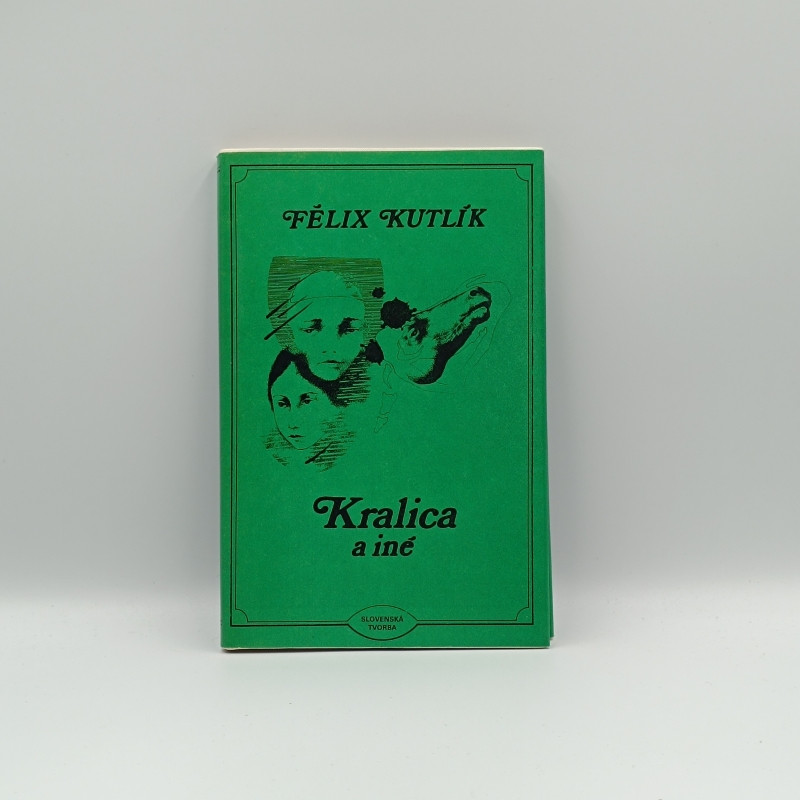 FÉLIX KUTLÍK
Kralica
a iné
SLOVENSKÁ
TVORBA